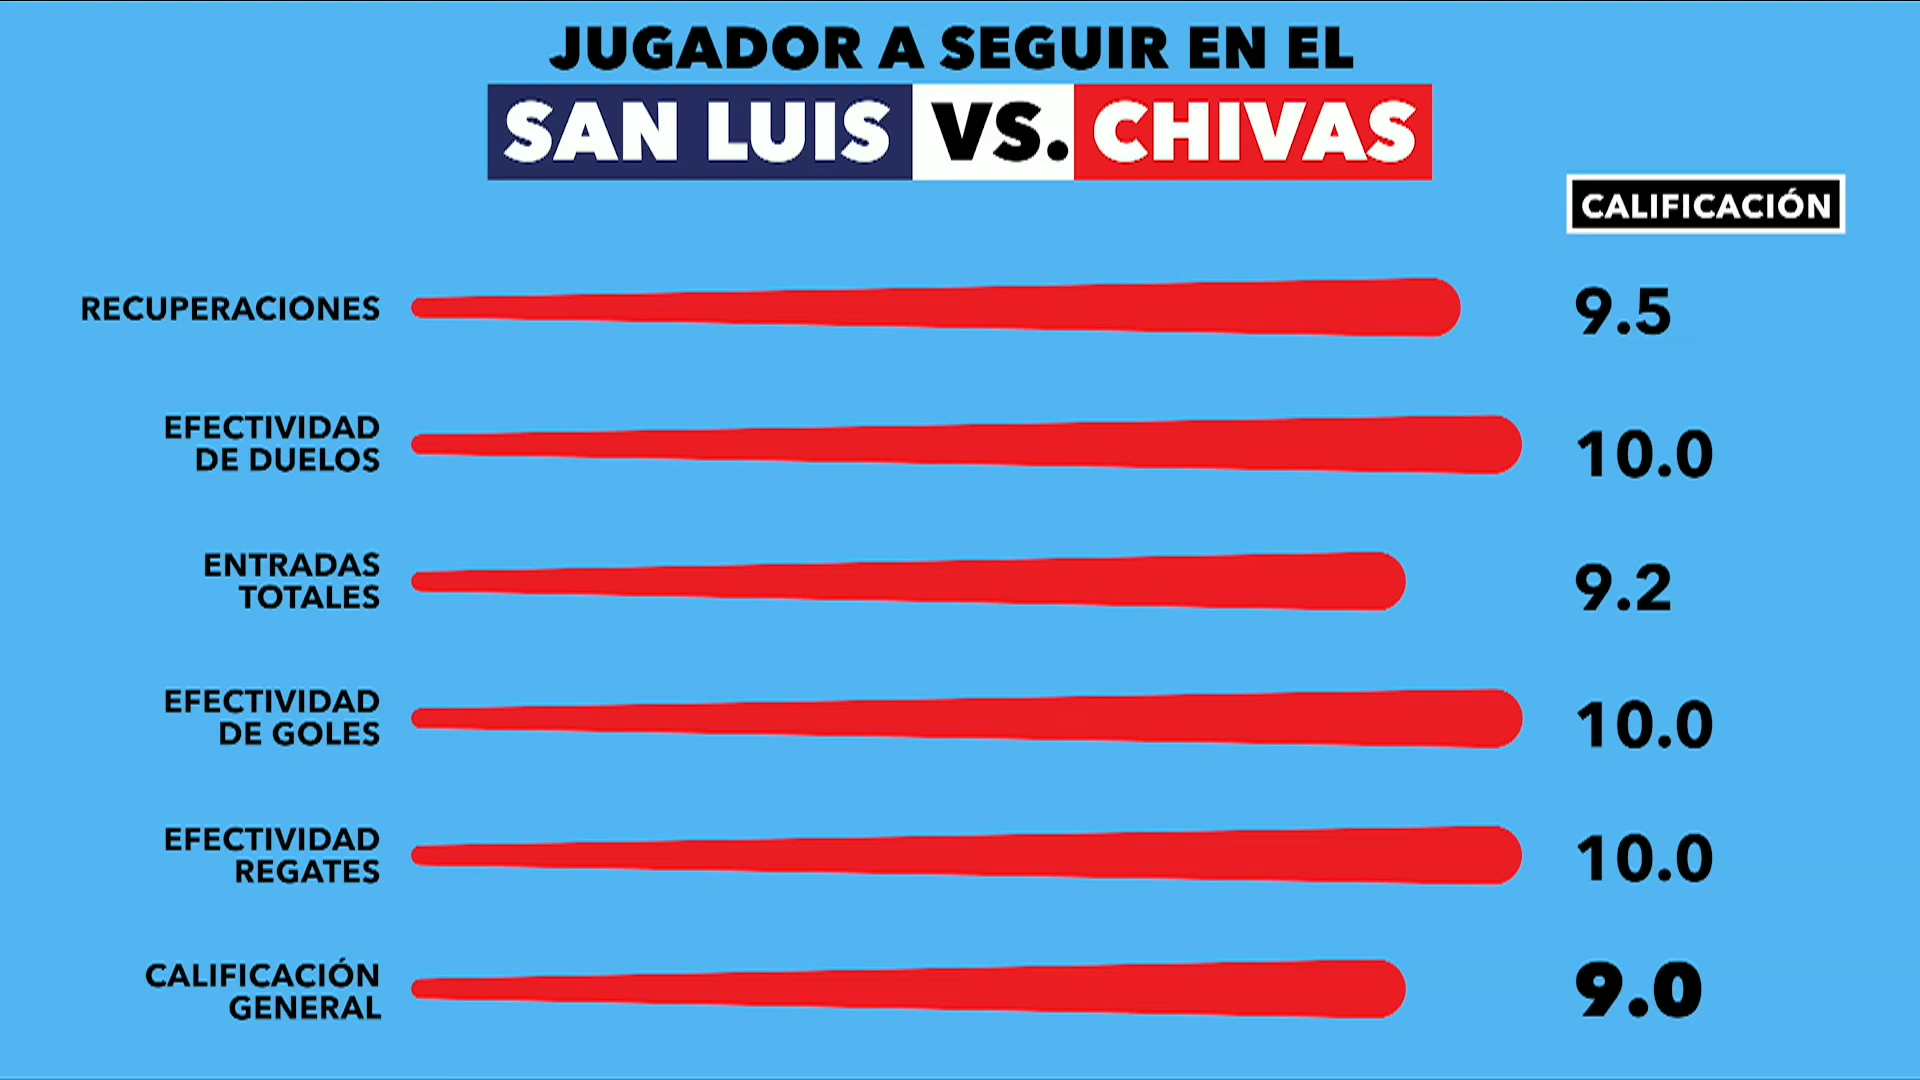 JUGADOR A SEGUIR EN EL
SAN LUIS VS. CHIVAS
CALIFICACIÓN
RECUPERACIONES 9.5
EFECTIVIDAD
DE DUELOS 10.0
ENTRADAS
TOTALES 9.2
EFECTIVIDAD
DE GOLES 10.0
EFECTIVIDAD
REGATES 10.0
CALIFICACIÓN
GENERAL 9.0